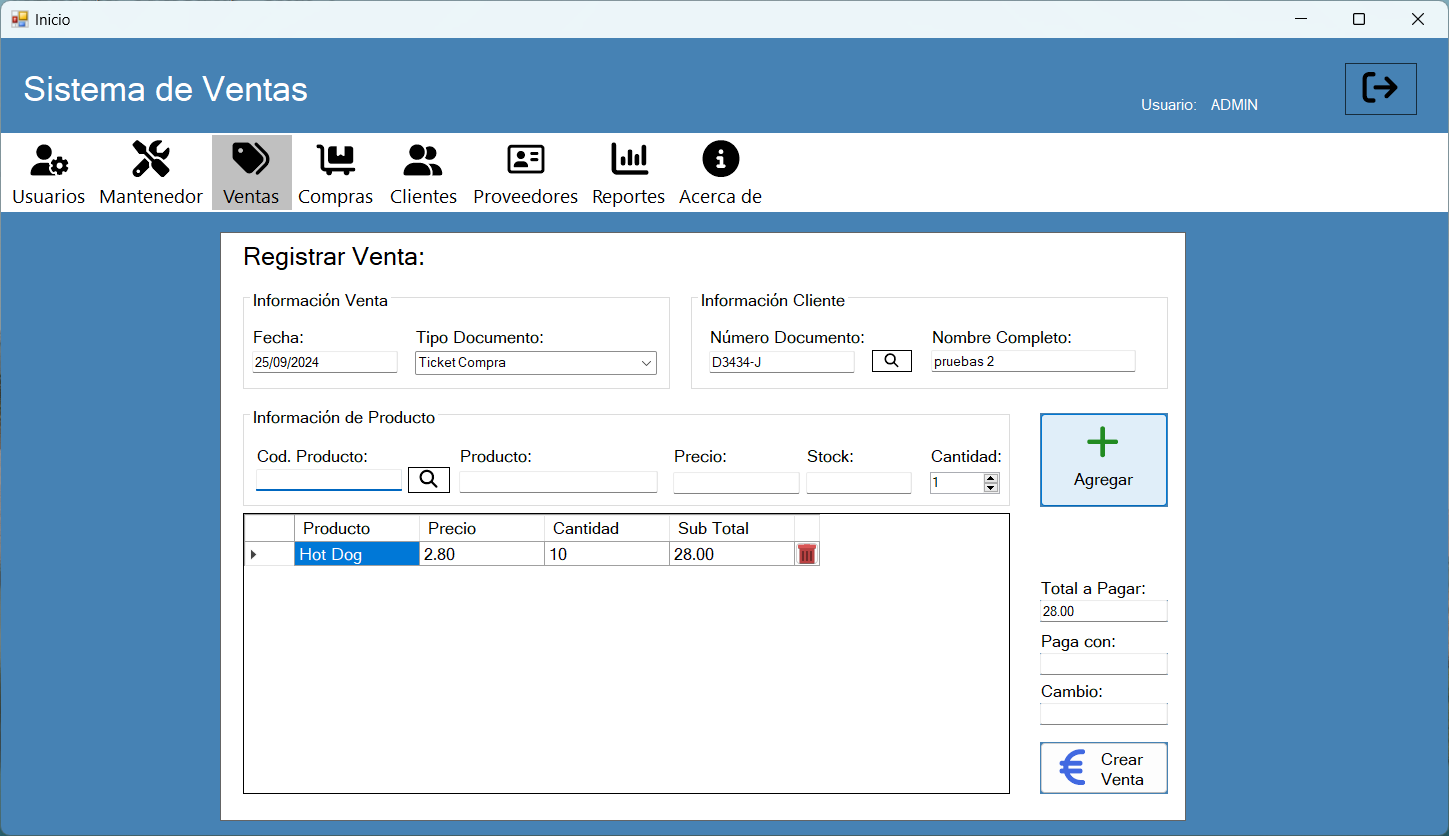 Inicio
Sistema de Ventas
Usuario: ADMIN
Usuarios Mantenedor Ventas Compras Clientes Proveedores Reportes Acerca de
Registrar Venta:
Información Venta
Fecha: Tipo Documento:
25/09/2024 Ticket Compra
Información Cliente
Número Documento: Nombre Completo:
D3434-J pruebas 2
Información de Producto
Cod. Producto: Producto: Precio: Stock: Cantidad:
1
Agregar
Producto Precio Cantidad Sub Total
Hot Dog 2.80 10 28.00
Total a Pagar:
28.00
Paga con:
Cambio:
€ Crear
Venta